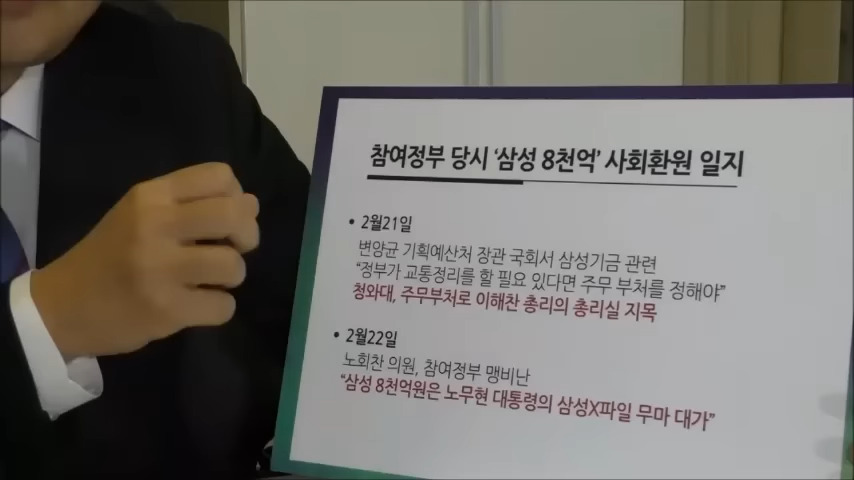 참여정부 당시 ‘삼성 8천억’ 사회환원 일지
• 2월21일
변양균 기획예산처 장관 국회서 삼성기금 관련
“정부가 교통정리를 할 필요 있다면 주무 부처를 정해야”
청와대, 주무부처로 이해찬 총리의 총리실 지목
• 2월22일
노회찬 의원, 참여정부 맹비난
“삼성 8천억원은 노무현 대통령의 삼성X파일 무마 대가”